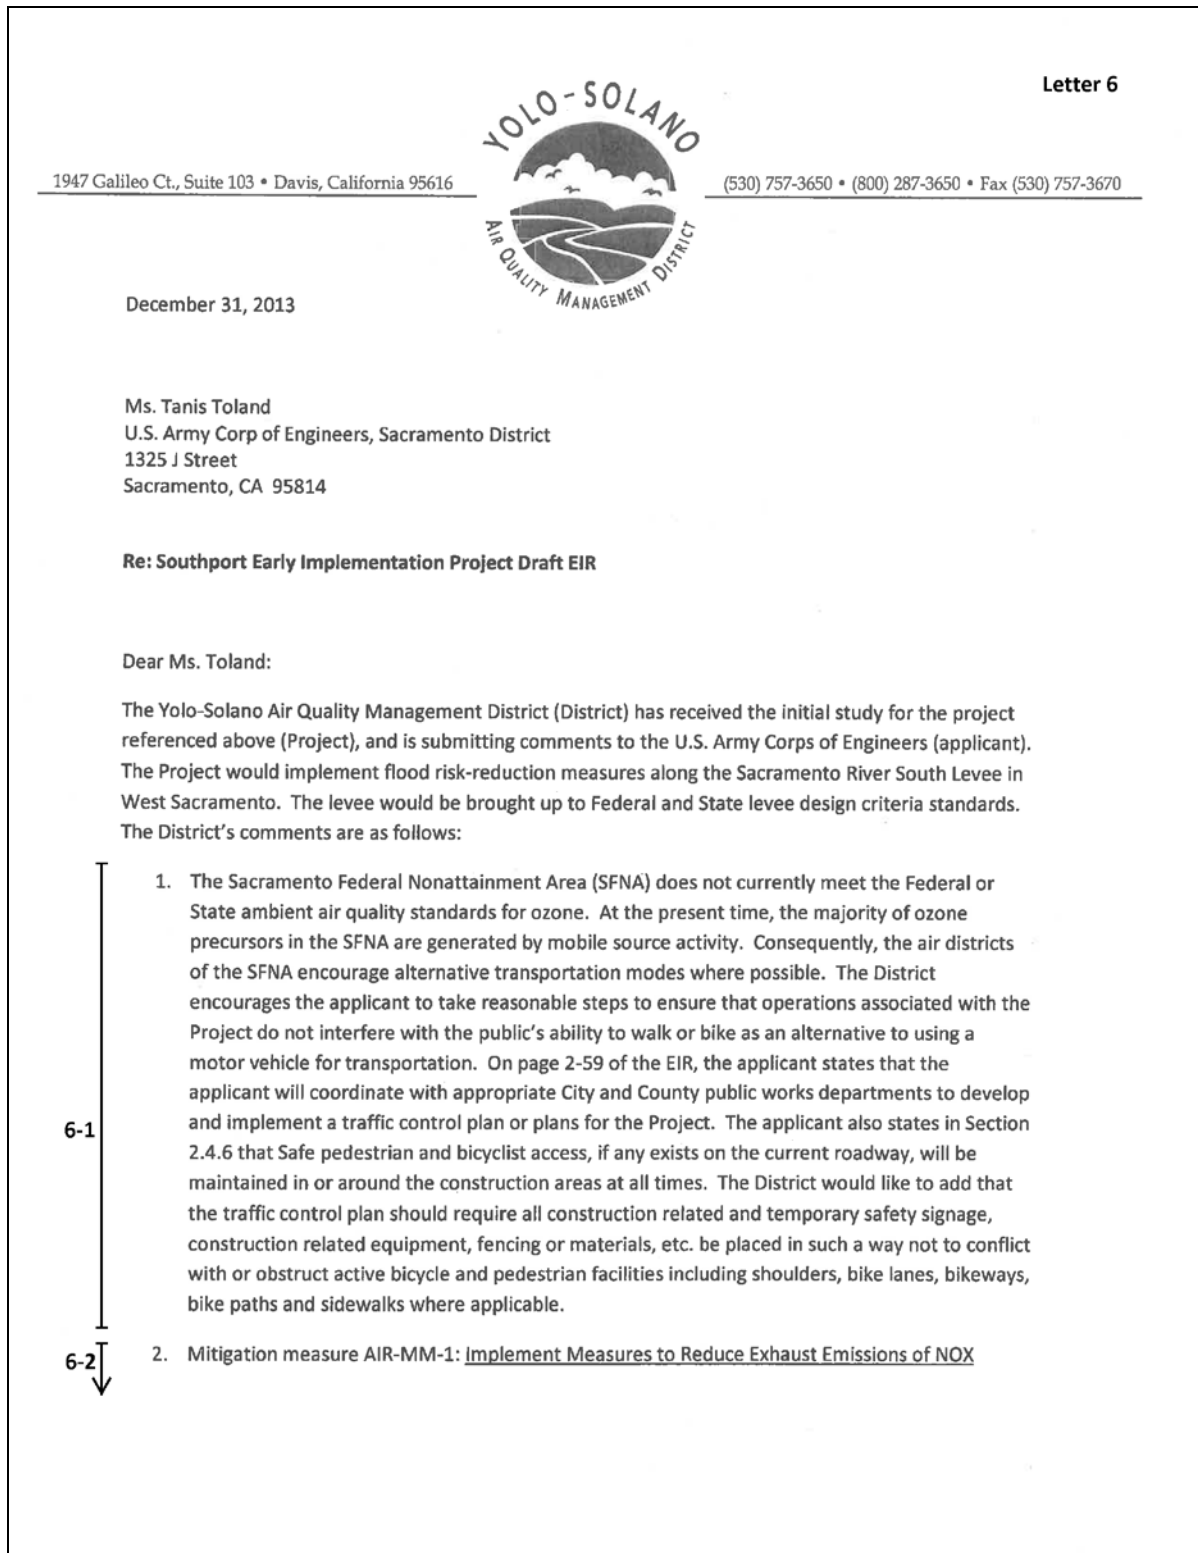 Letter 6
YOLO-SOLANO
AIR QUALITY MANAGEMENT DISTRICT
1947 Galileo Ct., Suite 103 • Davis, California 95616
(530) 757-3650 • (800) 287-3650 • Fax (530) 757-3670
December 31, 2013
Ms. Tanis Toland
U.S. Army Corp of Engineers, Sacramento District
1325 J Street
Sacramento, CA 95814
Re: Southport Early Implementation Project Draft EIR
Dear Ms. Toland:
The Yolo-Solano Air Quality Management District (District) has received the initial study for the project
referenced above (Project), and is submitting comments to the U.S. Army Corps of Engineers (applicant).
The Project would implement flood risk-reduction measures along the Sacramento River South Levee in
West Sacramento. The levee would be brought up to Federal and State levee design criteria standards.
The District's comments are as follows:
1. The Sacramento Federal Nonattainment Area (SFNA) does not currently meet the Federal or
State ambient air quality standards for ozone. At the present time, the majority of ozone
precursors in the SFNA are generated by mobile source activity. Consequently, the air districts
of the SFNA encourage alternative transportation modes where possible. The District
encourages the applicant to take reasonable steps to ensure that operations associated with the
Project do not interfere with the public's ability to walk or bike as an alternative to using a
motor vehicle for transportation. On page 2-59 of the EIR, the applicant states that the
applicant will coordinate with appropriate City and County public works departments to develop
6-1
and implement a traffic control plan or plans for the Project. The applicant also states in Section
2.4.6 that Safe pedestrian and bicyclist access, if any exists on the current roadway, will be
maintained in or around the construction areas at all times. The District would like to add that
the traffic control plan should require all construction related and temporary safety signage,
construction related equipment, fencing or materials, etc. be placed in such a way not to conflict
with or obstruct active bicycle and pedestrian facilities including shoulders, bike lanes, bikeways,
bike paths and sidewalks where applicable.
6-2
2. Mitigation measure AIR-MM-1: Implement Measures to Reduce Exhaust Emissions of NOX